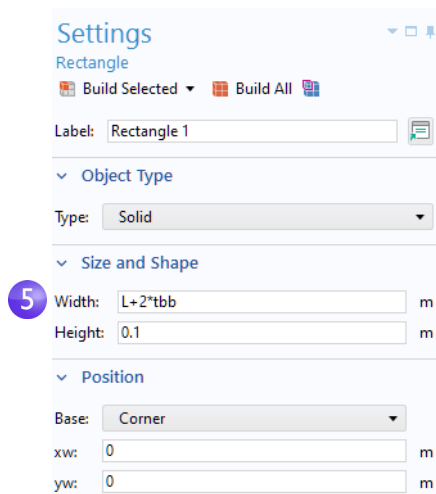 Settings
Rectangle
Build Selected Build All
Label: Rectangle 1
Object Type
Type: Solid
Size and Shape
5 Width: L+2*tbb m
Height: 0.1 m
Position
Base: Corner
xw: 0 m
yw: 0 m